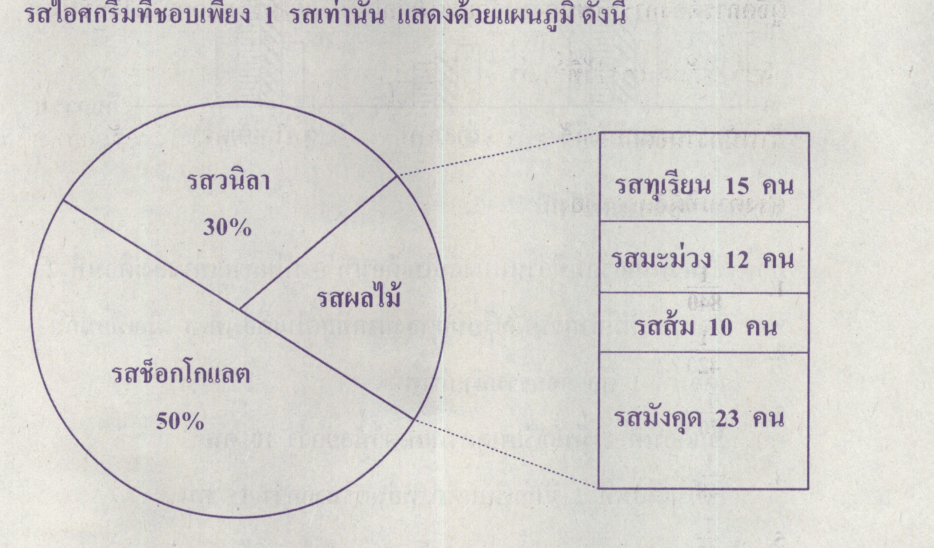 รสไอศกรีมที่ชอบเพียง 1 รสเท่านั้น แสดงด้วยแผนภูมิ ดังนี้
รสวนิลา
30%
รสผลไม้
รสช็อกโกแลต
50%
รสทุเรียน 15 คน
รสมะม่วง 12 คน
รสส้ม 10 คน
รสมังคุด 23 คน